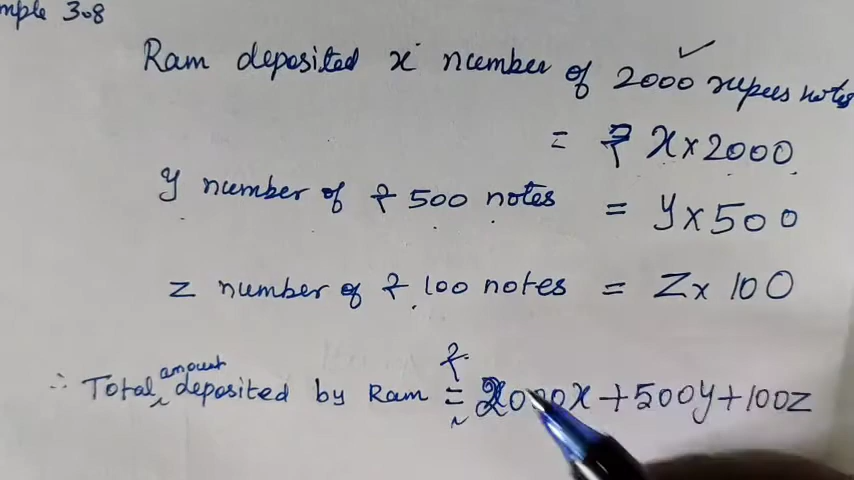 mple 3.8
Ram deposited x number of 2000 rupees notes
= ₹ x×2000
y number of ₹ 500 notes = y×500
z number of ₹ 100 notes = z×100
∴ Total amount deposited by Ram = ₹ 2000x+500y+100z